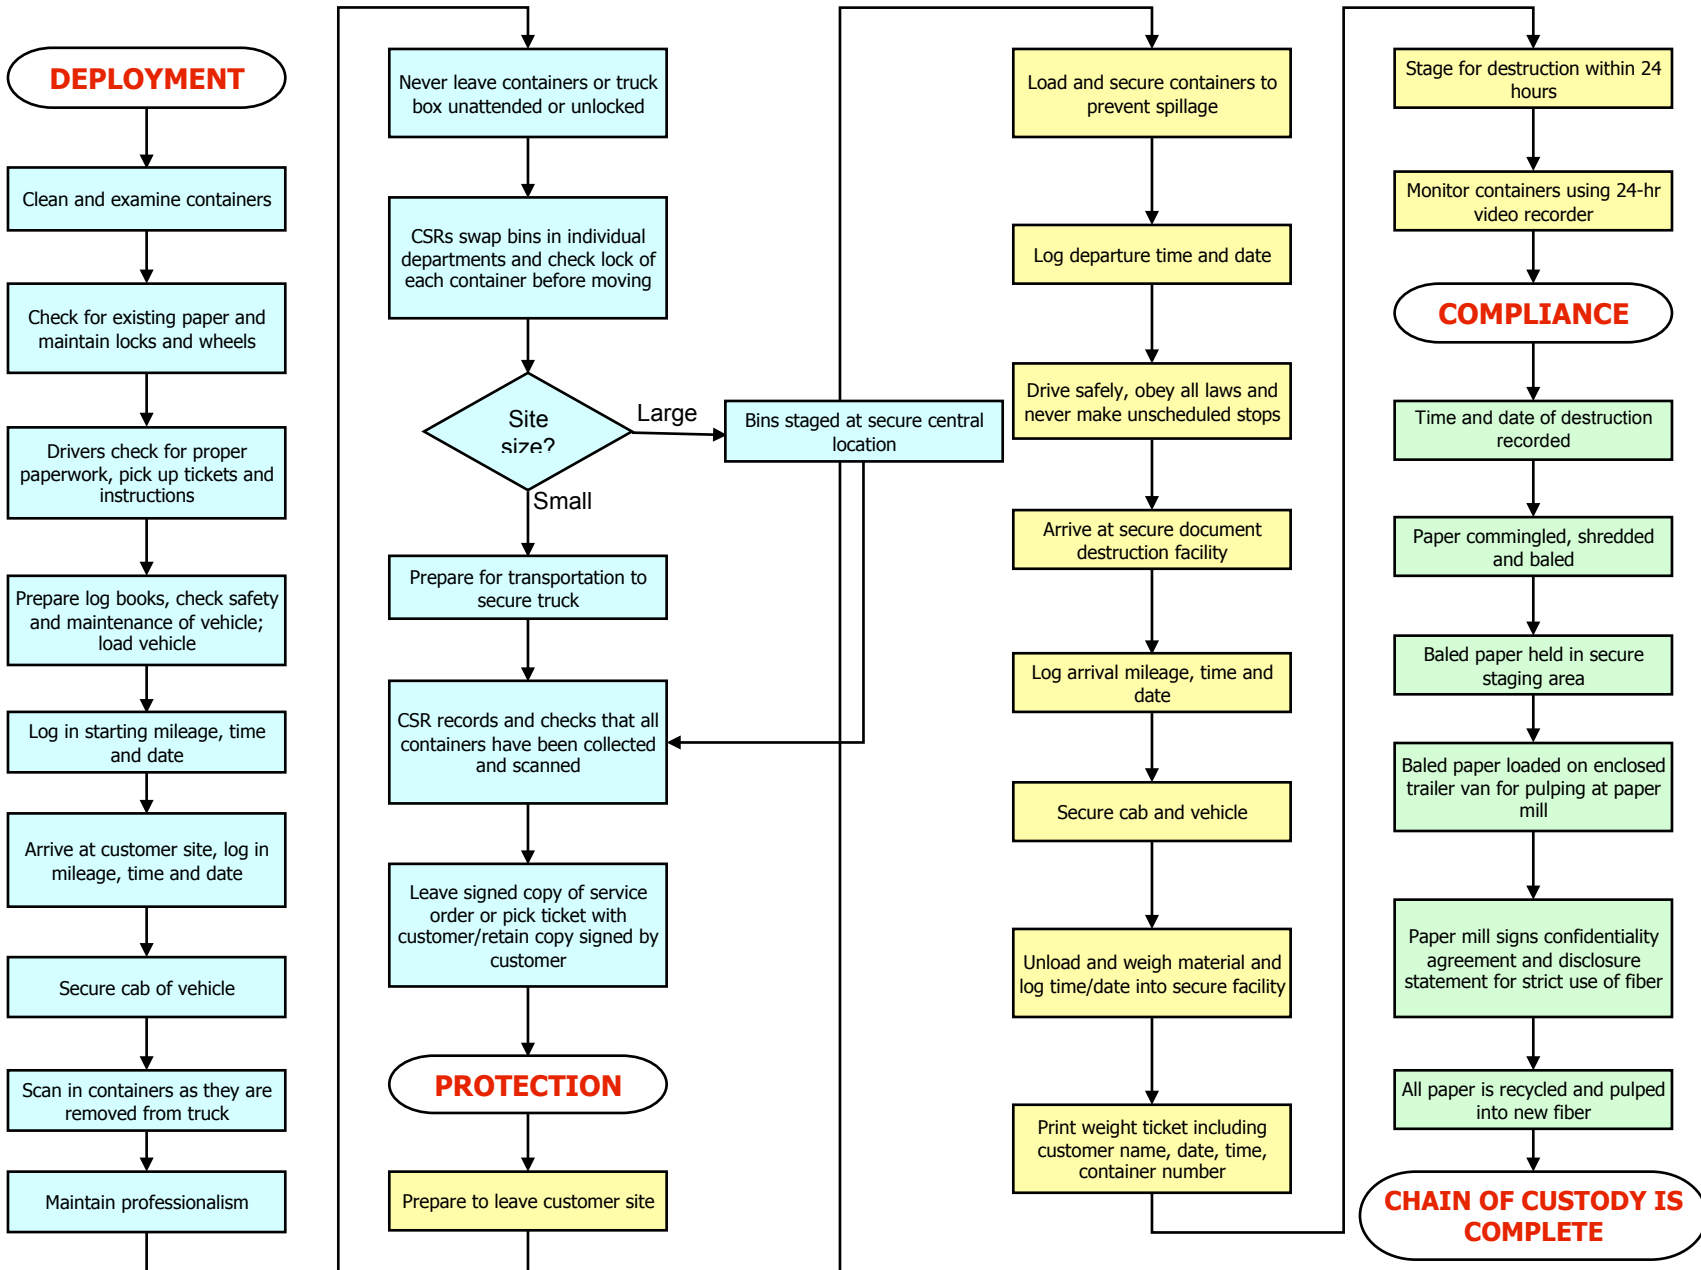 DEPLOYMENT
Clean and examine containers
Check for existing paper and
maintain locks and wheels
Drivers check for proper
paperwork, pick up tickets and
instructions
Prepare log books, check safety
and maintenance of vehicle;
load vehicle
Log in starting mileage, time
and date
Arrive at customer site, log in
mileage, time and date
Secure cab of vehicle
Scan in containers as they are
removed from truck
Maintain professionalism
Never leave containers or truck
box unattended or unlocked
CSRs swap bins in individual
departments and check lock of
each container before moving
Site
size?
Large
Bins staged at secure central
location
Small
Prepare for transportation to
secure truck
CSR records and checks that all
containers have been collected
and scanned
Leave signed copy of service
order or pick ticket with
customer/retain copy signed by
customer
PROTECTION
Prepare to leave customer site
Load and secure containers to
prevent spillage
Log departure time and date
Drive safely, obey all laws and
never make unscheduled stops
Arrive at secure document
destruction facility
Log arrival mileage, time and
date
Secure cab and vehicle
Unload and weigh material and
log time/date into secure facility
Print weight ticket including
customer name, date, time,
container number
Stage for destruction within 24
hours
Monitor containers using 24-hr
video recorder
COMPLIANCE
Time and date of destruction
recorded
Paper commingled, shredded
and baled
Baled paper held in secure
staging area
Baled paper loaded on enclosed
trailer van for pulping at paper
mill
Paper mill signs confidentiality
agreement and disclosure
statement for strict use of fiber
All paper is recycled and pulped
into new fiber
CHAIN OF CUSTODY IS
COMPLETE